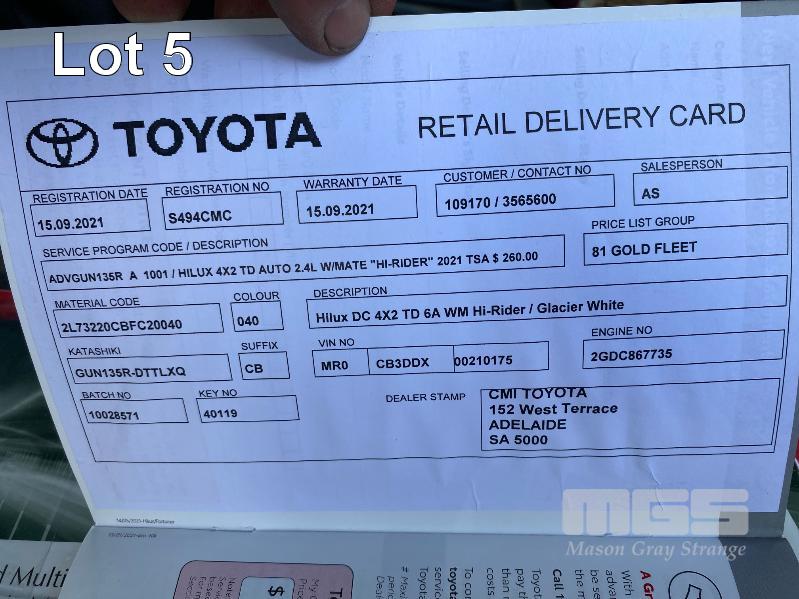 Lot 5
TOYOTA
RETAIL DELIVERY CARD
REGISTRATION DATE REGISTRATION NO WARRANTY DATE CUSTOMER / CONTACT NO SALESPERSON
15.09.2021 S494CMC 15.09.2021 109170 / 3565600 AS
SERVICE PROGRAM CODE / DESCRIPTION PRICE LIST GROUP
ADVGUN135R A 1001 / HILUX 4X2 TD AUTO 2.4L W/MATE "HI-RIDER" 2021 TSA $ 260.00 81 GOLD FLEET
MATERIAL CODE COLOUR DESCRIPTION
2L73220CBFC20040 040 Hilux DC 4X2 TD 6A WM Hi-Rider / Glacier White
KATASHIKI SUFFIX VIN NO ENGINE NO
GUN135R-DTTLXQ CB MR0 CB3DDX 00210175 2GDC867735
BATCH NO KEY NO DEALER STAMP
10028571 40119
CMI TOYOTA
152 West Terrace
ADELAIDE
SA 5000
MGS
Mason Gray Strange
d Multi